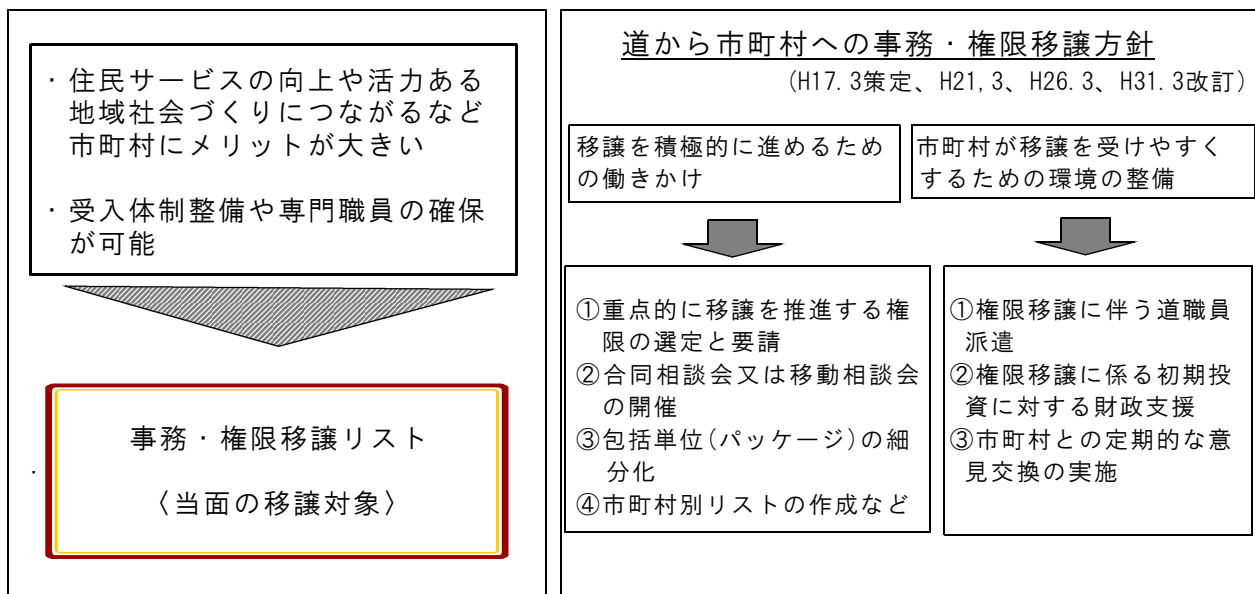 ・住民サービスの向上や活力ある
地域社会づくりにつながるなど
市町村にメリットが大きい
・受入体制整備や専門職員の確保
が可能
事務・権限移譲リスト
〈当面の移譲対象〉
道から市町村への事務・権限移譲方針
(H17.3策定、H21,3、H26.3、H31.3改訂)
移譲を積極的に進めるため
の働きかけ
①重点的に移譲を推進する権
限の選定と要請
②合同相談会又は移動相談会
の開催
③包括単位(パッケージ)の細
分化
④市町村別リストの作成など
市町村が移譲を受けやすく
するための環境の整備
①権限移譲に伴う道職員
派遣
②権限移譲に係る初期投
資に対する財政支援
③市町村との定期的な意
見交換の実施